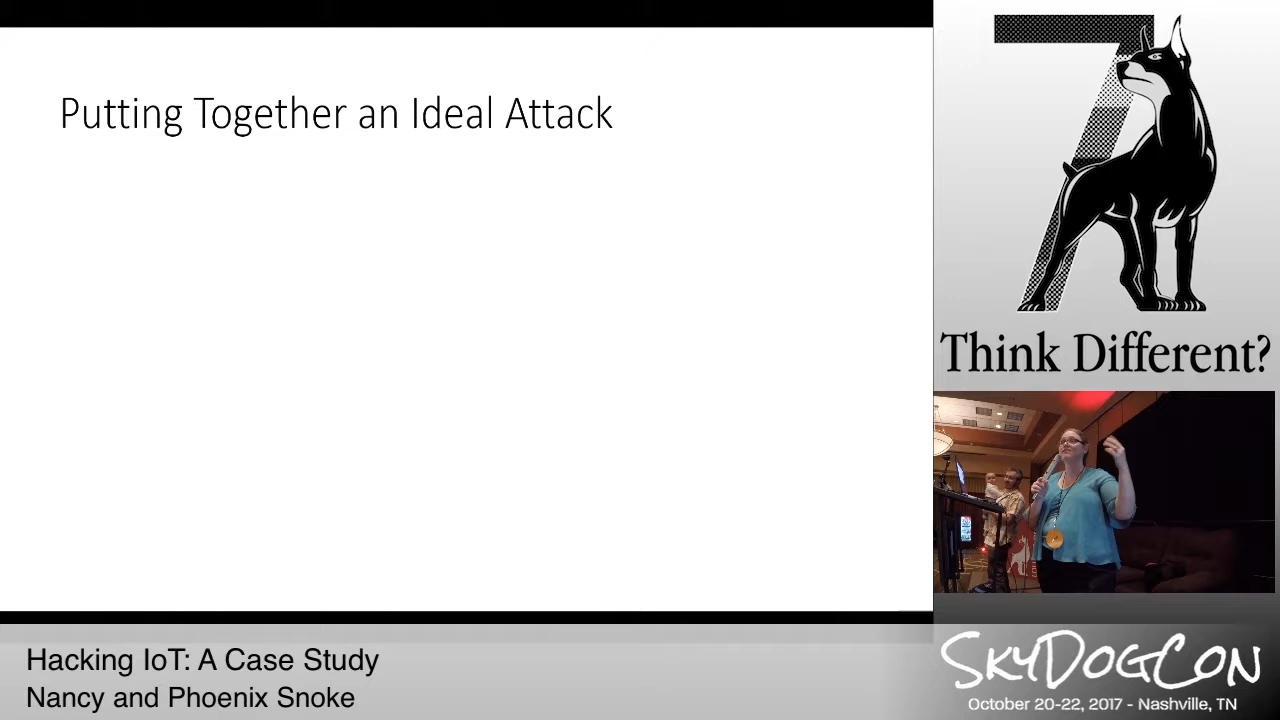 Putting Together an Ideal Attack
7
Think Different?
Hacking IoT: A Case Study
Nancy and Phoenix Snoke
SKYDOGCON
October 20-22, 2017 - Nashville, TN